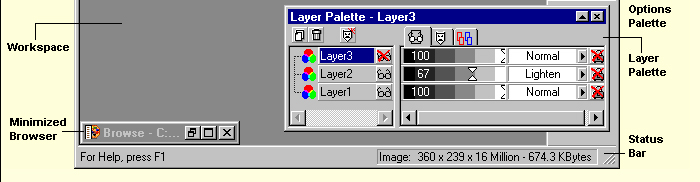 Options
Palette
Layer Palette - Layer3
Workspace
Layer3
100
Normal
Layer
Palette
Layer2
67
Lighten
Layer1
100
Normal
Minimized
Browser
Browse - C:...
Status
Bar
For Help, press F1
Image: 360 x 239 x 16 Million - 674.3 KBytes